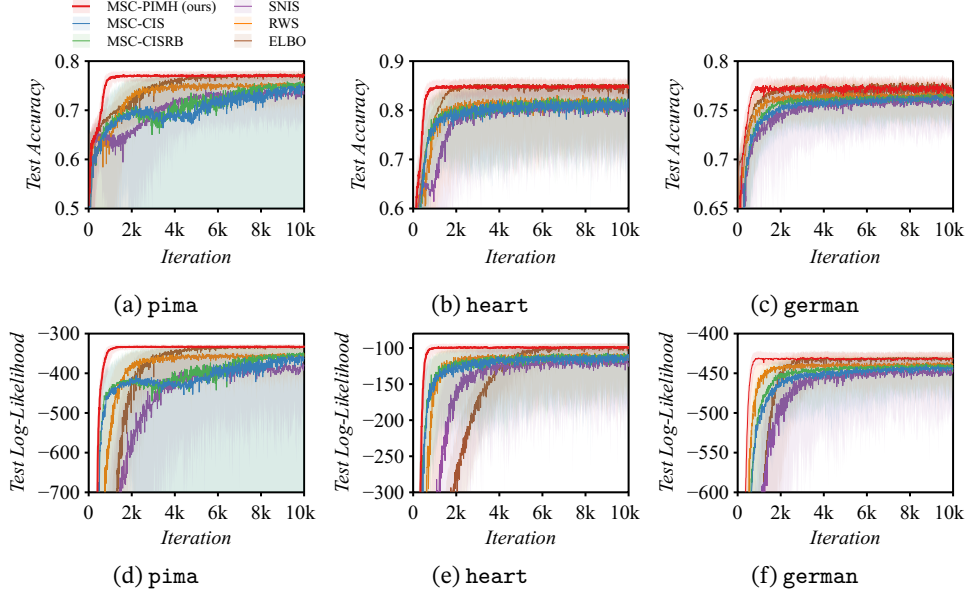 MSC-PIMH (ours) SNIS
MSC-CIS RWS
MSC-CISRB ELBO
Test Accuracy
0.8
0.7
0.6
0.5
0 2k 4k 6k 8k 10k
Iteration
(a) pima
Test Accuracy
0.9
0.8
0.7
0.6
0 2k 4k 6k 8k 10k
Iteration
(b) heart
Test Accuracy
0.8
0.75
0.7
0.65
0 2k 4k 6k 8k 10k
Iteration
(c) german
Test Log-Likelihood
−300
−400
−500
−600
−700
0 2k 4k 6k 8k 10k
Iteration
(d) pima
Test Log-Likelihood
−100
−150
−200
−250
−300
0 2k 4k 6k 8k 10k
Iteration
(e) heart
Test Log-Likelihood
−400
−450
−500
−550
−600
0 2k 4k 6k 8k 10k
Iteration
(f) german